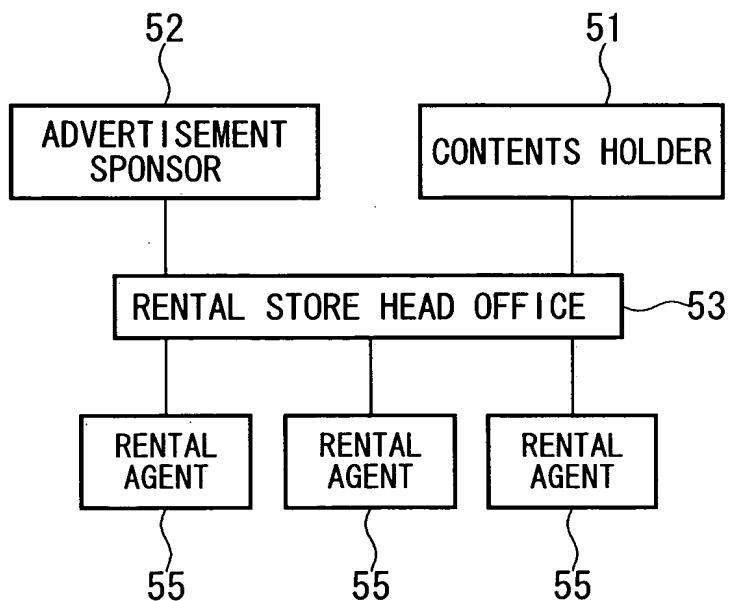 52
51
ADVERTISEMENT
SPONSOR
CONTENTS HOLDER
RENTAL STORE HEAD OFFICE
53
RENTAL
AGENT
RENTAL
AGENT
RENTAL
AGENT
55
55
55